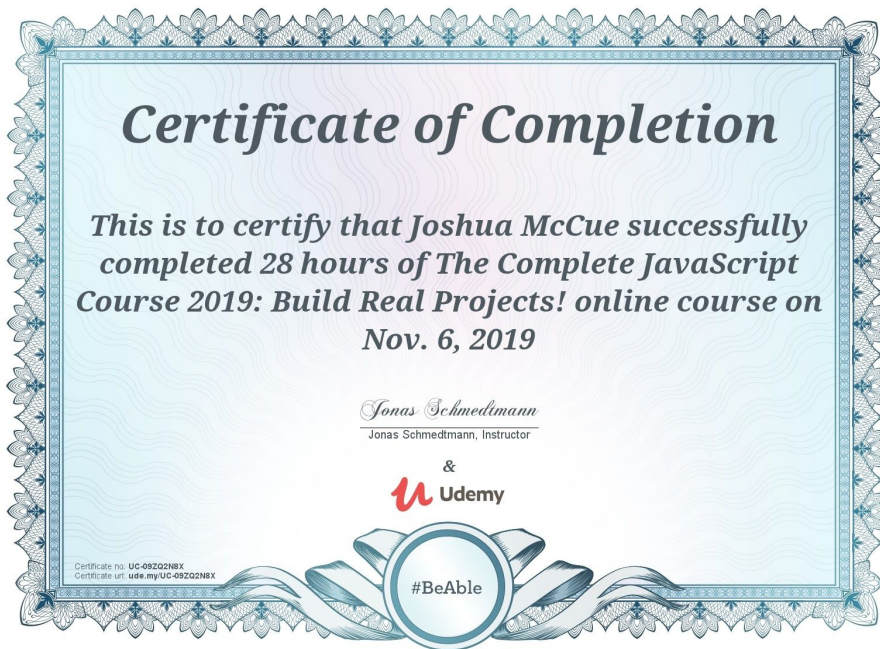 Certificate of Completion
This is to certify that Joshua McCue successfully
completed 28 hours of The Complete JavaScript
Course 2019: Build Real Projects! online course on
Nov. 6, 2019
Jonas Schmedtmann
Jonas Schmedtmann, Instructor
&
Udemy
#BeAble
Certificate no: UC-09ZQ2N8X
Certificate url: ude.my/UC-09ZQ2N8X